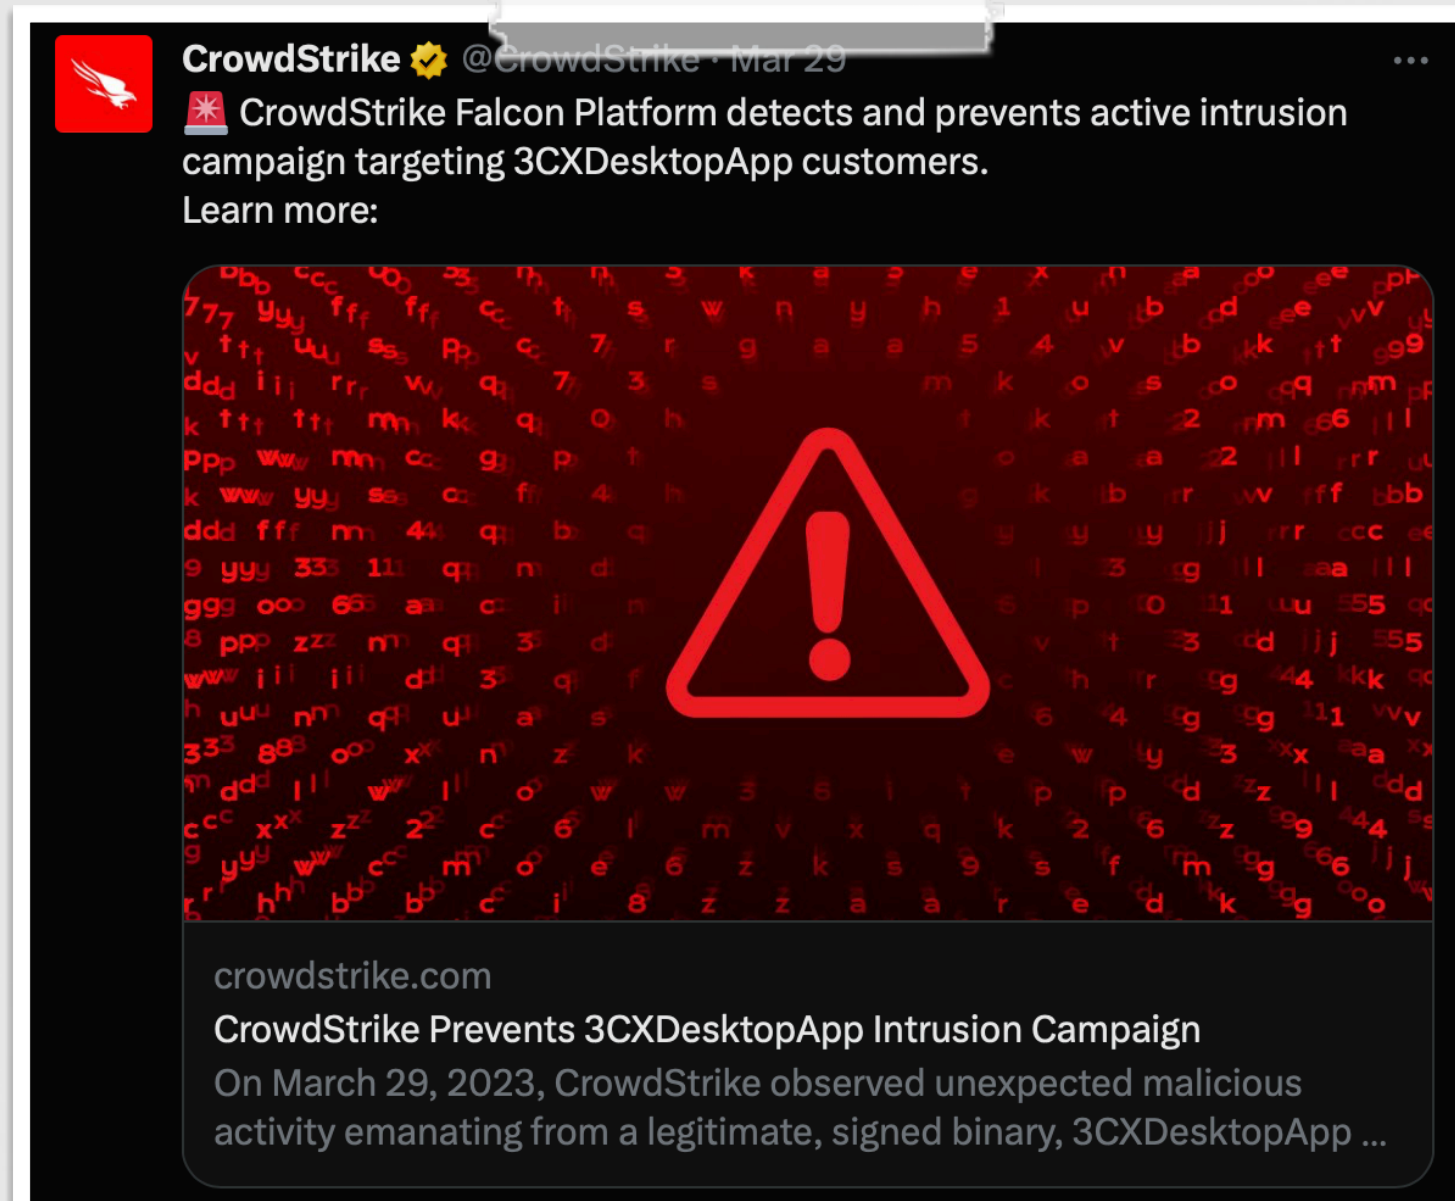 CrowdStrike @CrowdStrike · Mar 29
🚨 CrowdStrike Falcon Platform detects and prevents active intrusion
campaign targeting 3CXDesktopApp customers.
Learn more:
crowdstrike.com
CrowdStrike Prevents 3CXDesktopApp Intrusion Campaign
On March 29, 2023, CrowdStrike observed unexpected malicious
activity emanating from a legitimate, signed binary, 3CXDesktopApp ...